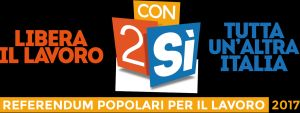 LIBERA
IL LAVORO
CON
2 SÌ
TUTTA
UN'ALTRA
ITALIA
REFERENDUM POPOLARI PER IL LAVORO 2017